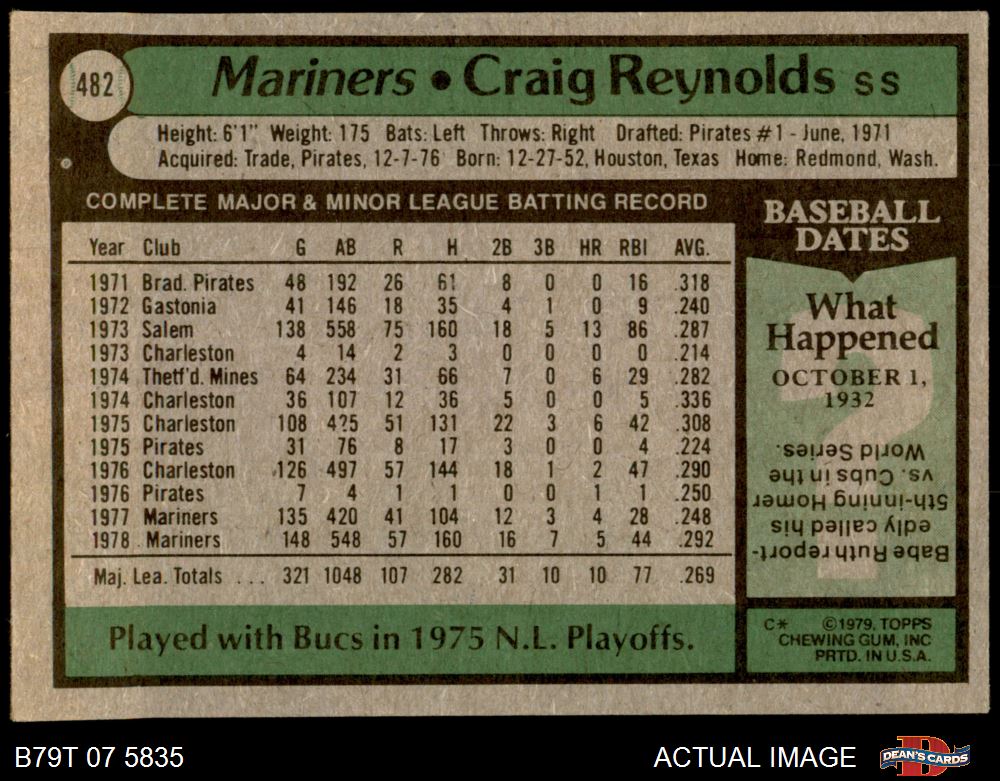 482
Mariners • Craig Reynolds SS
Height: 6'1" Weight: 175 Bats: Left Throws: Right Drafted: Pirates #1 - June, 1971
Acquired: Trade, Pirates, 12-7-76 Born: 12-27-52, Houston, Texas Home: Redmond, Wash.
COMPLETE MAJOR & MINOR LEAGUE BATTING RECORD
Year Club G AB R H 2B 3B HR RBI AVG.
1971 Brad. Pirates 48 192 26 61 8 0 0 16 .318
1972 Gastonia 41 146 18 35 4 1 0 9 .240
1973 Salem 138 558 75 160 18 5 13 86 .287
1973 Charleston 4 14 2 3 0 0 0 0 .214
1974 Thetf'd. Mines 64 234 31 66 7 0 6 29 .282
1974 Charleston 36 107 12 36 5 0 0 5 .336
1975 Charleston 108 425 51 131 22 3 6 42 .308
1975 Pirates 31 76 8 17 3 0 0 4 .224
1976 Charleston 126 497 57 144 18 1 2 47 .290
1976 Pirates 7 4 1 1 0 0 1 1 .250
1977 Mariners 135 420 41 104 12 3 4 28 .248
1978 Mariners 148 548 57 160 16 7 5 44 .292
Maj. Lea. Totals ... 321 1048 107 282 31 10 10 77 .269
Played with Bucs in 1975 N.L. Playoffs.
BASEBALL
DATES
What
Happened
OCTOBER 1,
1932
Babe Ruth report-
edly called his
5th-inning Homer
vs. Cubs in the
World Series.
C* ©1979, TOPPS
CHEWING GUM, INC
PRTD. IN U.S.A.
B79T 07 5835
ACTUAL IMAGE
DEAN'S CARDS